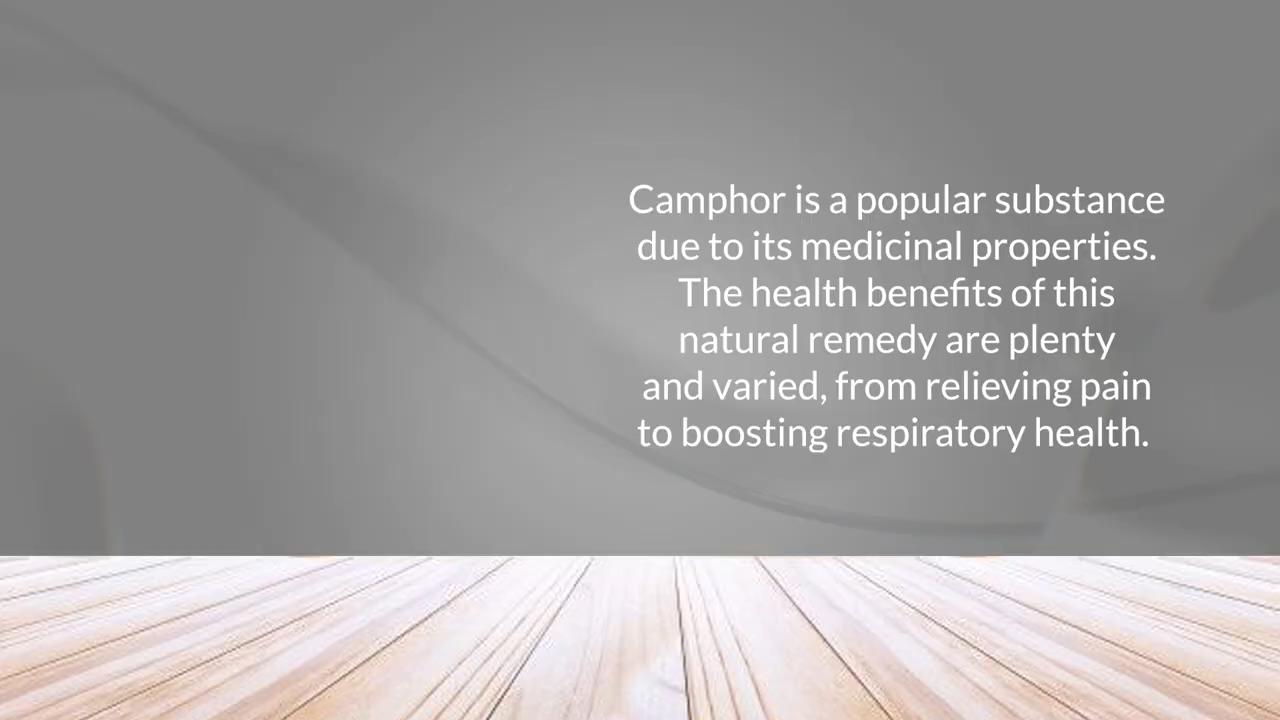 Camphor is a popular substance
due to its medicinal properties.
The health benefits of this
natural remedy are plenty
and varied, from relieving pain
to boosting respiratory health.